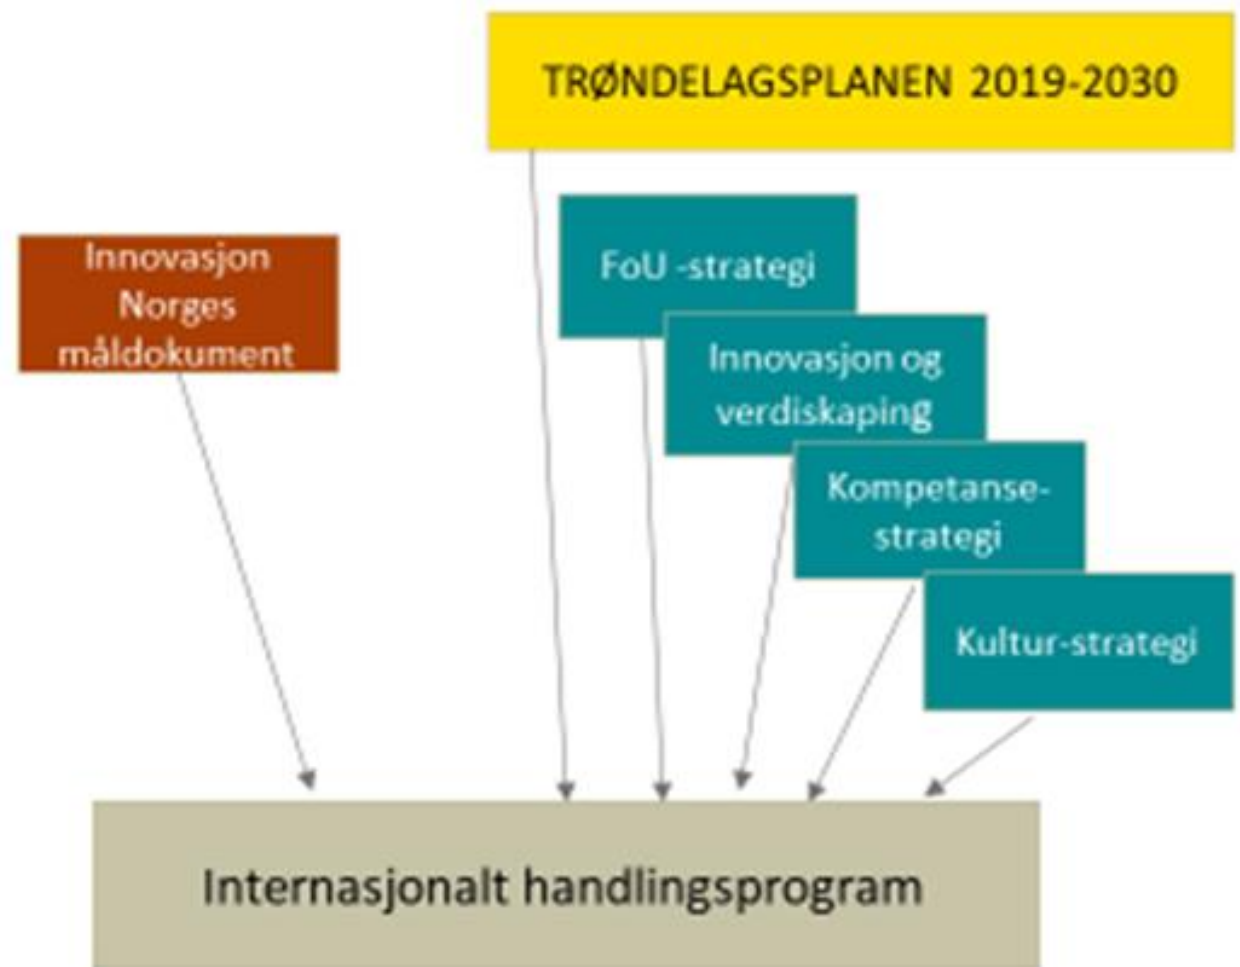 TRØNDELAGSPLANEN 2019-2030
FoU -strategi
Innovasjon
Norges
måldokument
Innovasjon og
verdiskaping
Kompetanse-
strategi
Kultur-strategi
Internasjonalt handlingsprogram